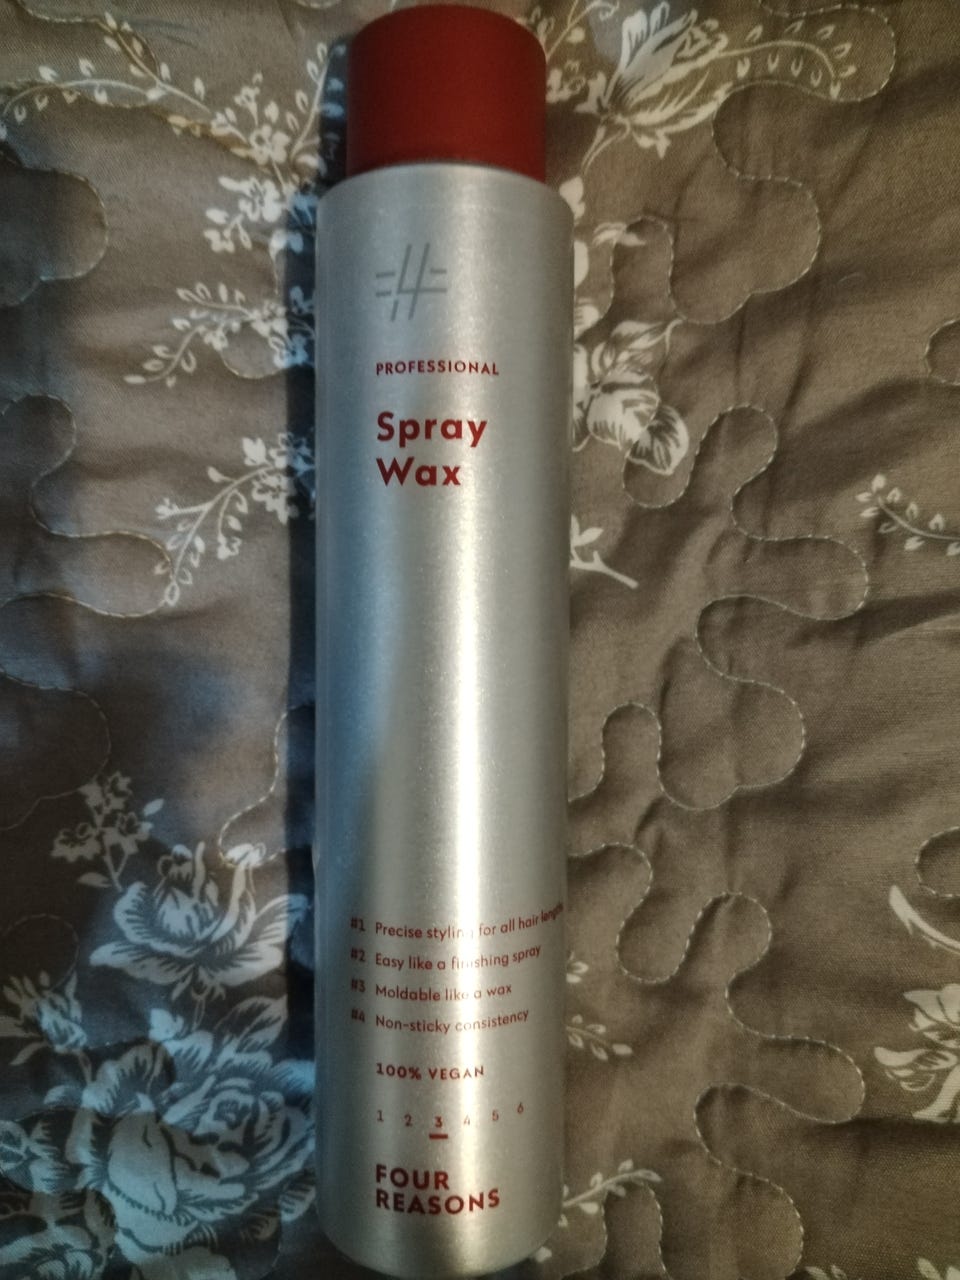 #4
PROFESSIONAL
Spray
Wax
#1 Precise styling for all hair lengths
#2 Easy like a finishing spray
#3 Moldable like a wax
#4 Non-sticky consistency
100% VEGAN
1 2 3 4 5 6
FOUR
REASONS